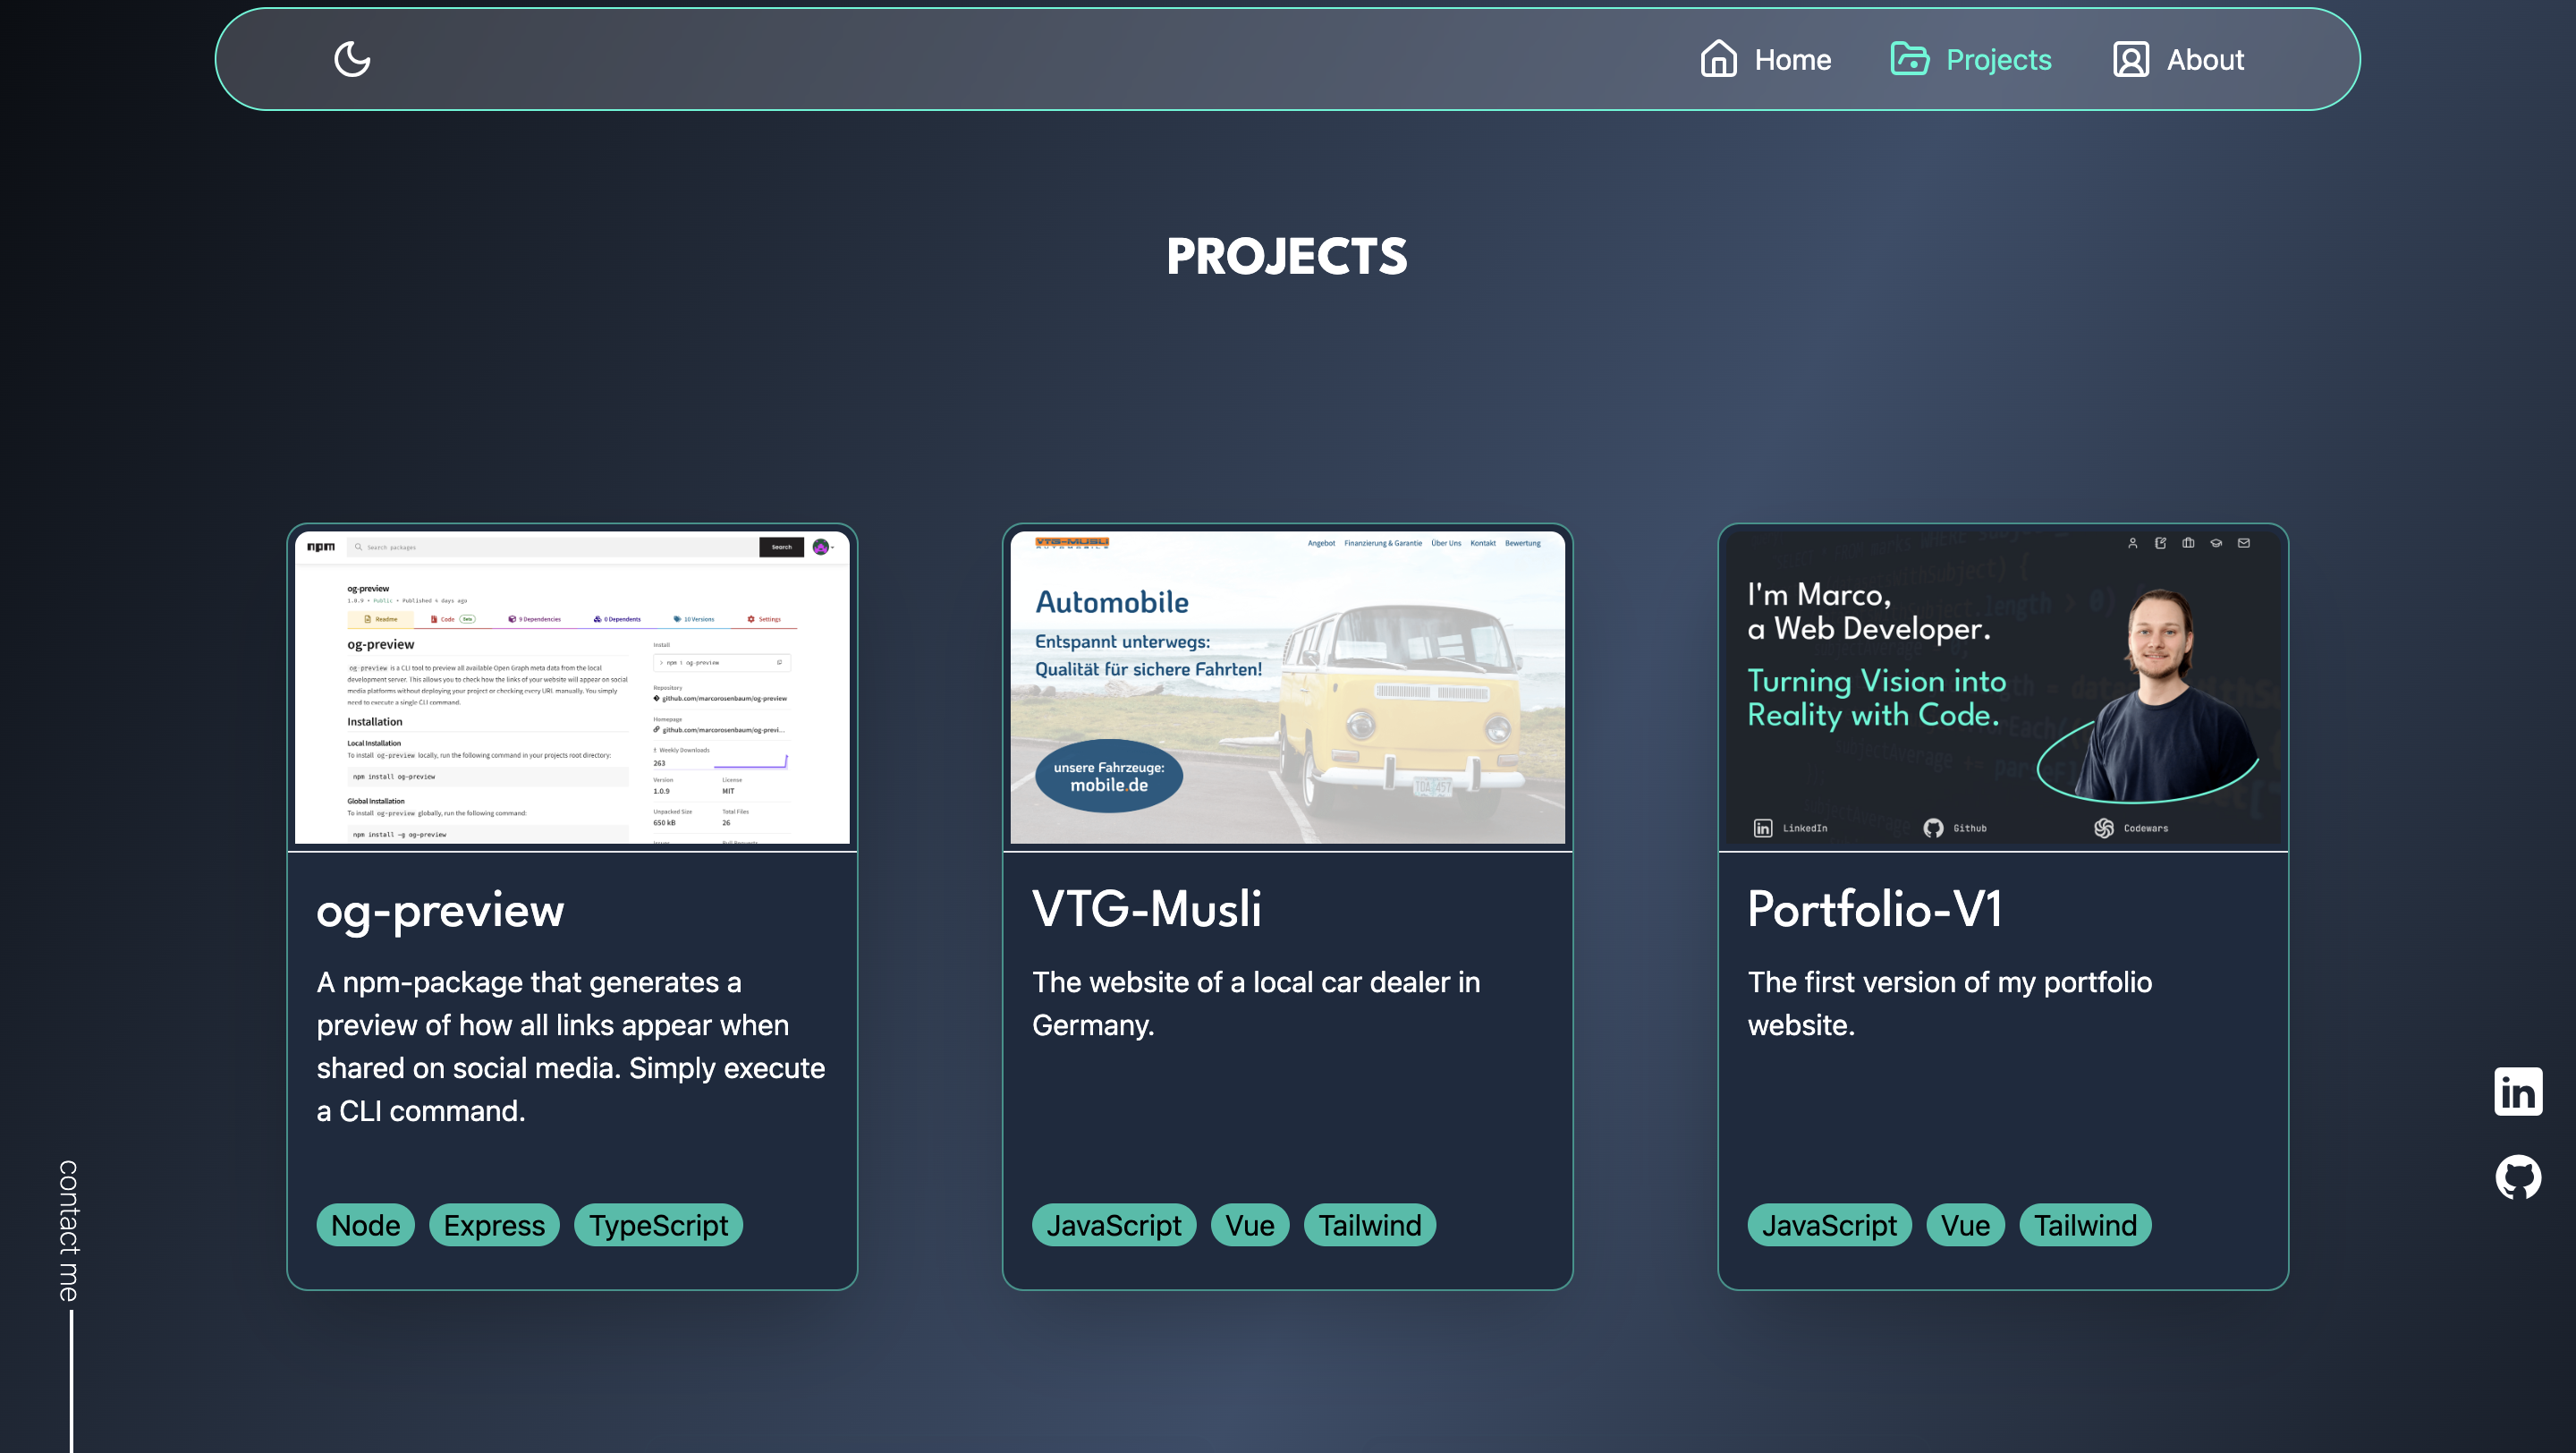 Home
Projects
About
PROJECTS
npm
Search packages
Search
og-preview
1.0.9 • Public • Published 4 days ago
Readme
Code
Beta
9 Dependencies
0 Dependents
10 Versions
Settings
og-preview
og-preview is a CLI tool to preview all available Open Graph meta data from the local
development server. This allows you to check how the links of your website will appear on social
media platforms without deploying your project or checking every URL manually. You simply
need to execute a single CLI command.
Installation
Local Installation
To install og-preview locally, run the following command in your projects root directory:
npm install og-preview
Global Installation
To install og-preview globally, run the following command:
npm install -g og-preview
Install
> npm i og-preview
Repository
github.com/marcorosenbaum/og-preview
Homepage
github.com/marcorosenbaum/og-previ...
Weekly Downloads
263
Version
License
1.0.9
MIT
Unpacked Size
Total Files
650 kB
26
og-preview
A npm-package that generates a
preview of how all links appear when
shared on social media. Simply execute
a CLI command.
Node
Express
TypeScript
VTG-MUSLI
AUTOMOBILE
Angebot
Finanzierung & Garantie
Über Uns
Kontakt
Bewertung
Automobile
Entspannt unterwegs:
Qualität für sichere Fahrten!
unsere Fahrzeuge:
mobile.de
VTG-Musli
The website of a local car dealer in
Germany.
JavaScript
Vue
Tailwind
I'm Marco,
a Web Developer.
Turning Vision into
Reality with Code.
LinkedIn
Github
Codewars
Portfolio-V1
The first version of my portfolio
website.
JavaScript
Vue
Tailwind
contact me
in